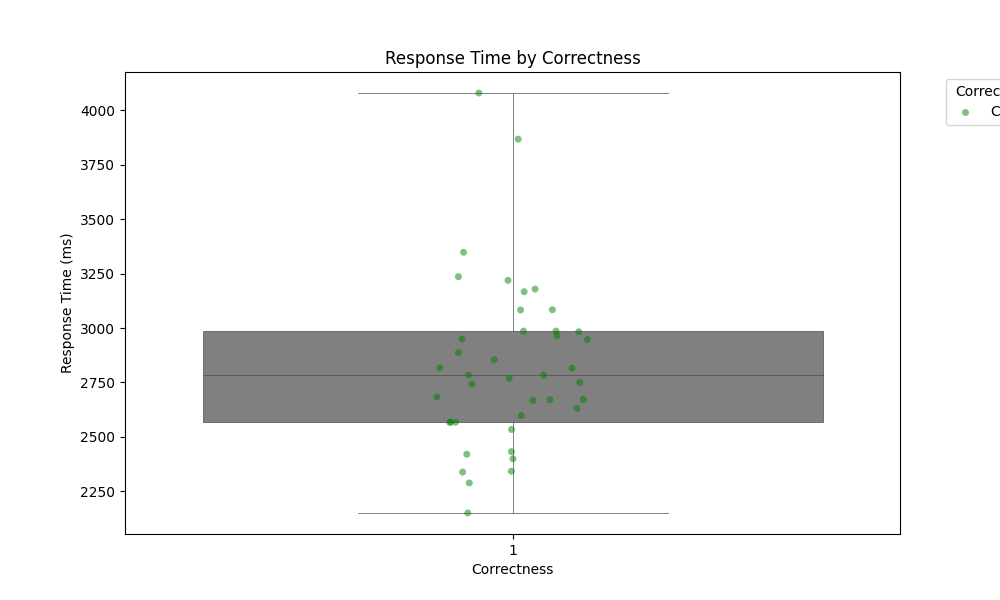 Response Time by Correctness
Response Time (ms)
4000
3750
3500
3250
3000
2750
2500
2250
1
Correctness
Correc
C